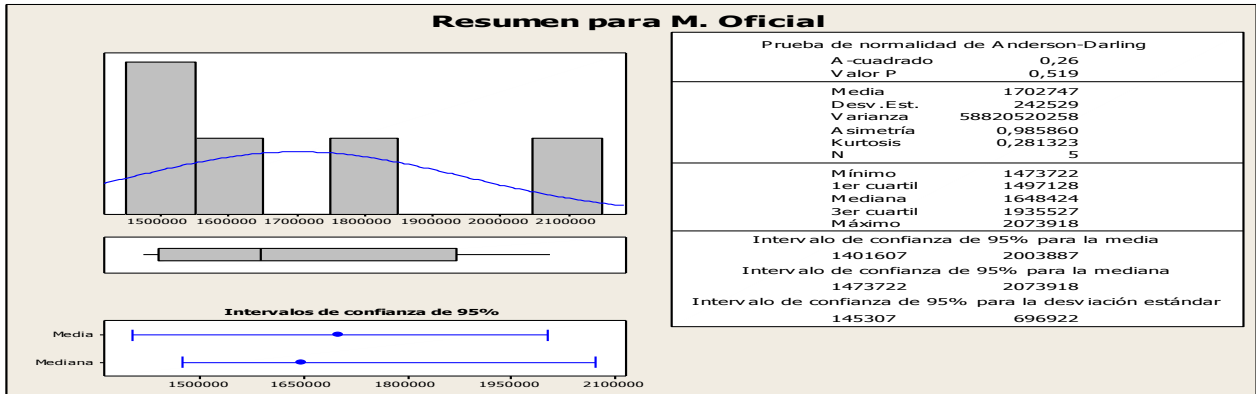 Resumen para M. Oficial
1500000 1600000 1700000 1800000 1900000 2000000 2100000
Intervalos de confianza de 95%
Media
Mediana
1500000 1650000 1800000 1950000 2100000
Prueba de normalidad de Anderson-Darling
A-cuadrado 0,26
Valor P 0,519
Media 1702747
Desv.Est. 242529
Varianza 58820520258
Asimetría 0,985860
Kurtosis 0,281323
N 5
Mínimo 1473722
1er cuartil 1497128
Mediana 1648424
3er cuartil 1935527
Máximo 2073918
Intervalo de confianza de 95% para la media
1401607 2003887
Intervalo de confianza de 95% para la mediana
1473722 2073918
Intervalo de confianza de 95% para la desviación estándar
145307 696922